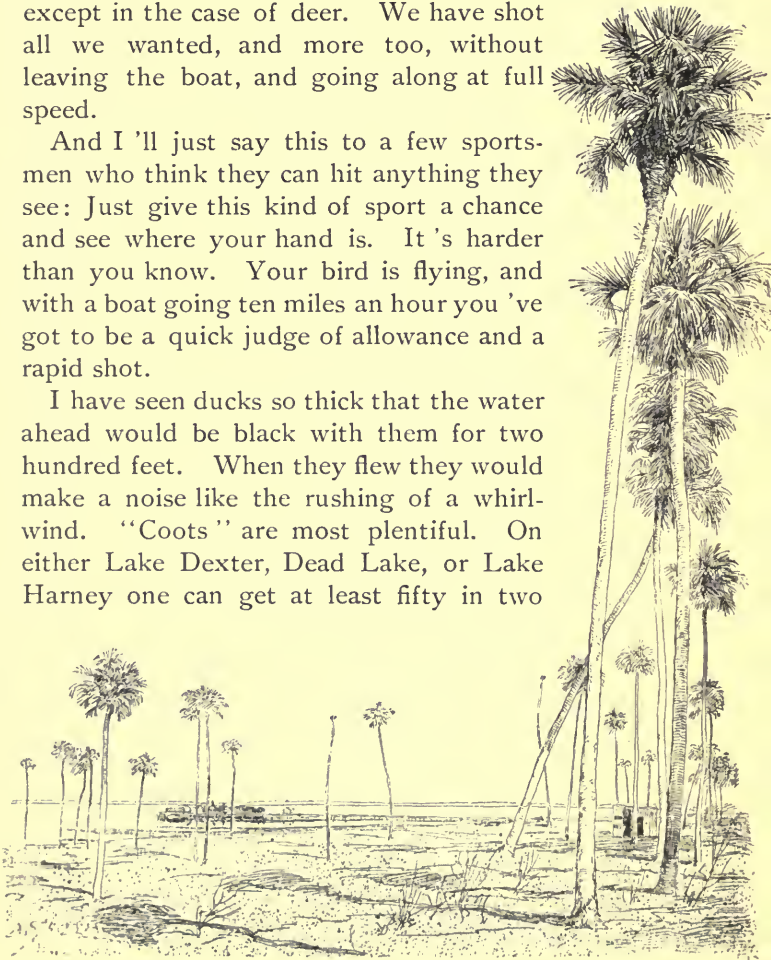 except in the case of deer. We have shot
all we wanted, and more too, without
leaving the boat, and going along at full
speed.
And I 'll just say this to a few sports-
men who think they can hit anything they
see: Just give this kind of sport a chance
and see where your hand is. It 's harder
than you know. Your bird is flying, and
with a boat going ten miles an hour you 've
got to be a quick judge of allowance and a
rapid shot.
I have seen ducks so thick that the water
ahead would be black with them for two
hundred feet. When they flew they would
make a noise like the rushing of a whirl-
wind. "Coots" are most plentiful. On
either Lake Dexter, Dead Lake, or Lake
Harney one can get at least fifty in two